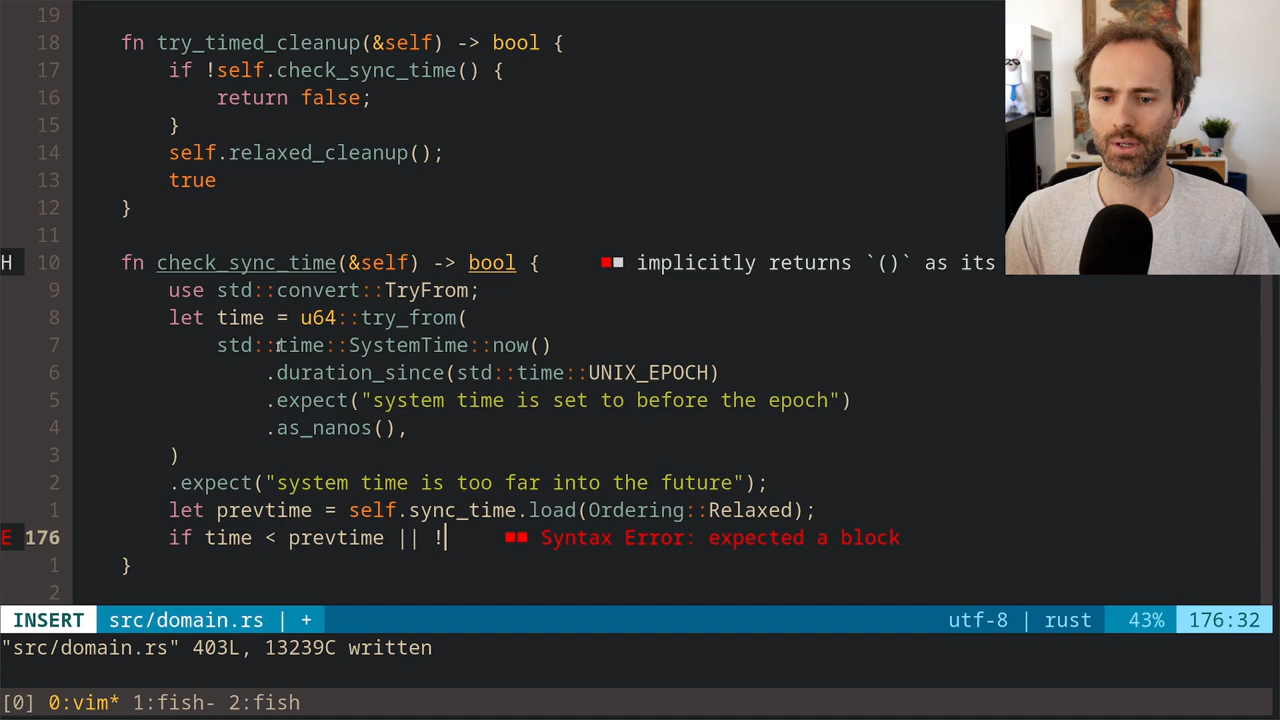 19
18 fn try_timed_cleanup(&self) -> bool {
17 if !self.check_sync_time() {
16 return false;
15 }
14 self.relaxed_cleanup();
13 true
12 }
11
H 10 fn check_sync_time(&self) -> bool { ■■ implicitly returns `()` as its
9 use std::convert::TryFrom;
8 let time = u64::try_from(
7 std::time::SystemTime::now()
6 .duration_since(std::time::UNIX_EPOCH)
5 .expect("system time is set to before the epoch")
4 .as_nanos(),
3 )
2 .expect("system time is too far into the future");
1 let prevtime = self.sync_time.load(Ordering::Relaxed);
E 176 if time < prevtime || ! ■■ Syntax Error: expected a block
1 }
2
INSERT src/domain.rs | + utf-8 | rust 43% 176:32
"src/domain.rs" 403L, 13239C written
[0] 0:vim* 1:fish- 2:fish